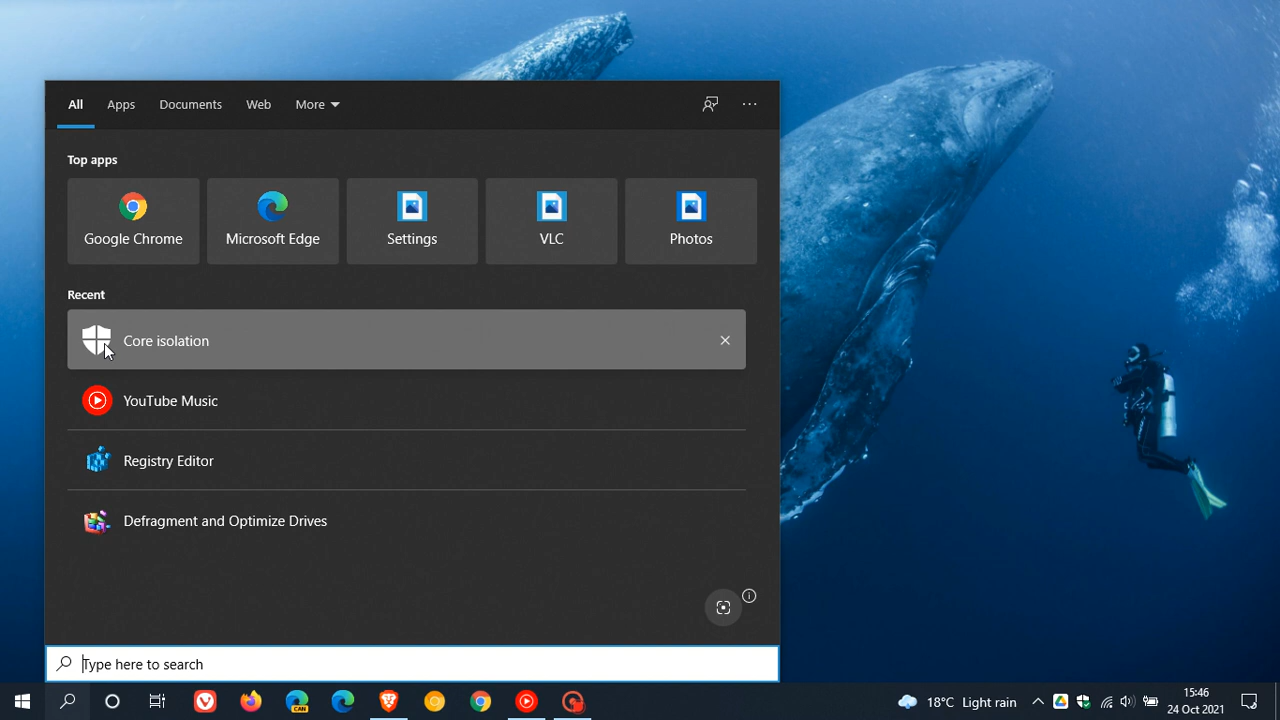 All Apps Documents Web More
Top apps
Google Chrome Microsoft Edge Settings VLC Photos
Recent
Core isolation
YouTube Music
Registry Editor
Defragment and Optimize Drives
Type here to search
CAN
18°C Light rain
15:46
24 Oct 2021